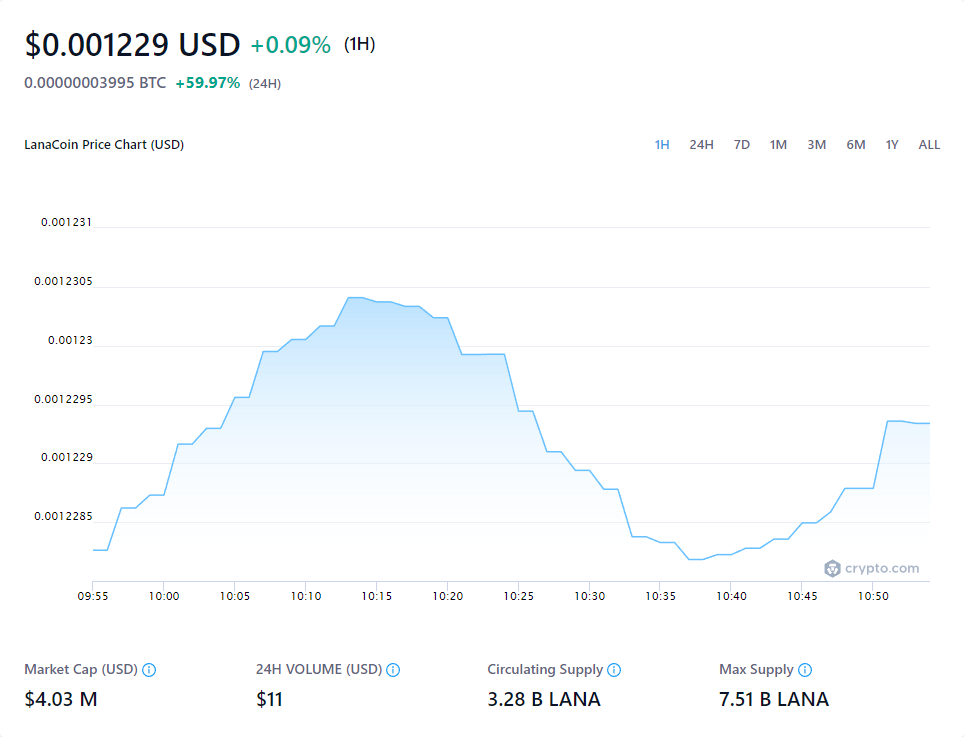 $0.001229 USD +0.09% (1H)
0.00000003995 BTC +59.97% (24H)
LanaCoin Price Chart (USD) 1H 24H 7D 1M 3M 6M 1Y ALL
0.001231
0.0012305
0.00123
0.0012295
0.001229
0.0012285
crypto.com
09:55 10:00 10:05 10:10 10:15 10:20 10:25 10:30 10:35 10:40 10:45 10:50
Market Cap (USD) 24H VOLUME (USD) Circulating Supply Max Supply
$4.03 M $11 3.28 B LANA 7.51 B LANA